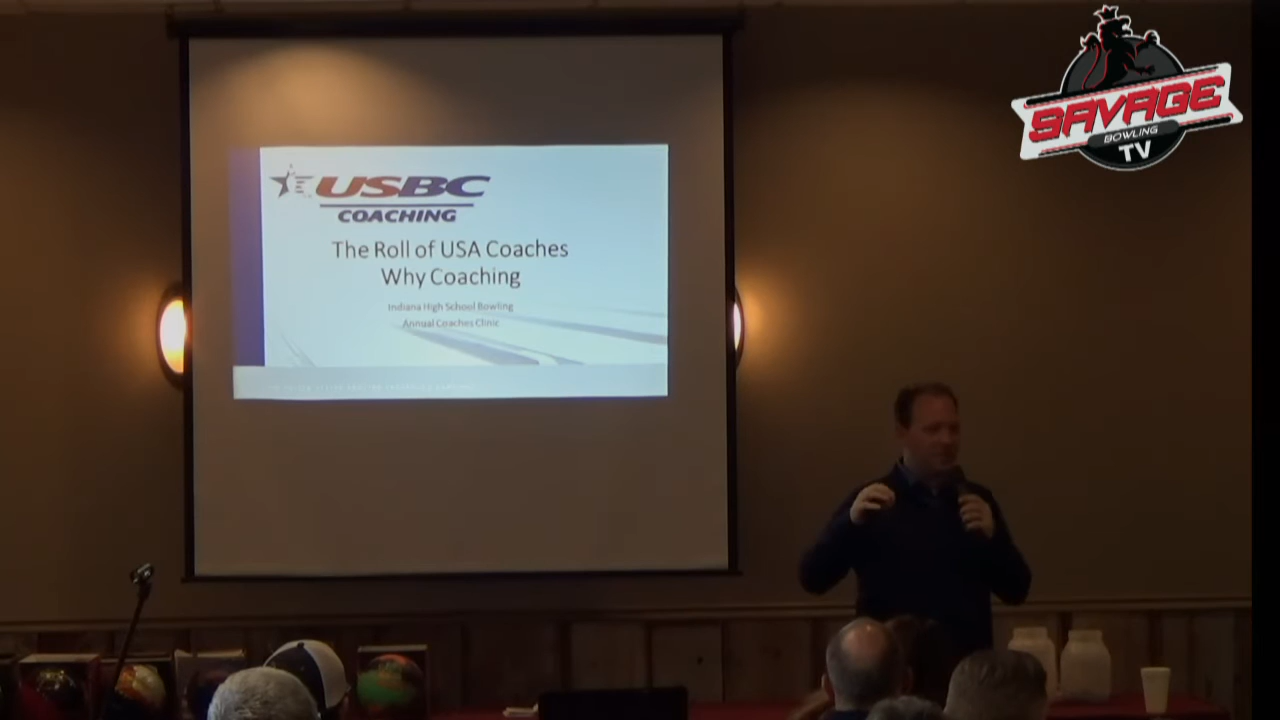 SAVAGE
BOWLING
TV
USBC
COACHING
The Roll of USA Coaches
Why Coaching
Indiana High School Bowling
Annual Coaches Clinic